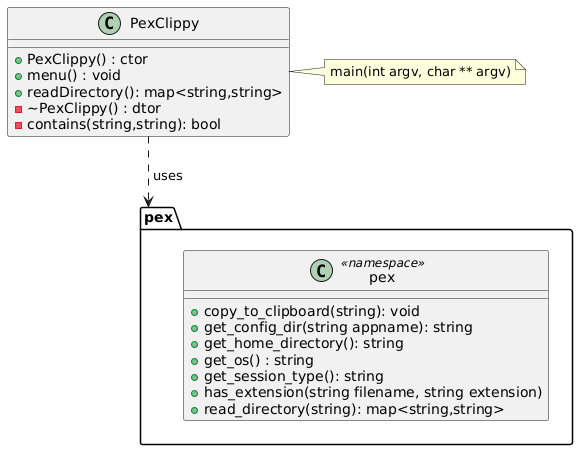 C PexClippy
PexClippy() : ctor
menu() : void
readDirectory(): map<string,string>
~PexClippy() : dtor
contains(string,string): bool
main(int argv, char ** argv)
uses
pex
«namespace»
C pex
copy_to_clipboard(string): void
get_config_dir(string appname): string
get_home_directory(): string
get_os() : string
get_session_type(): string
has_extension(string filename, string extension)
read_directory(string): map<string,string>